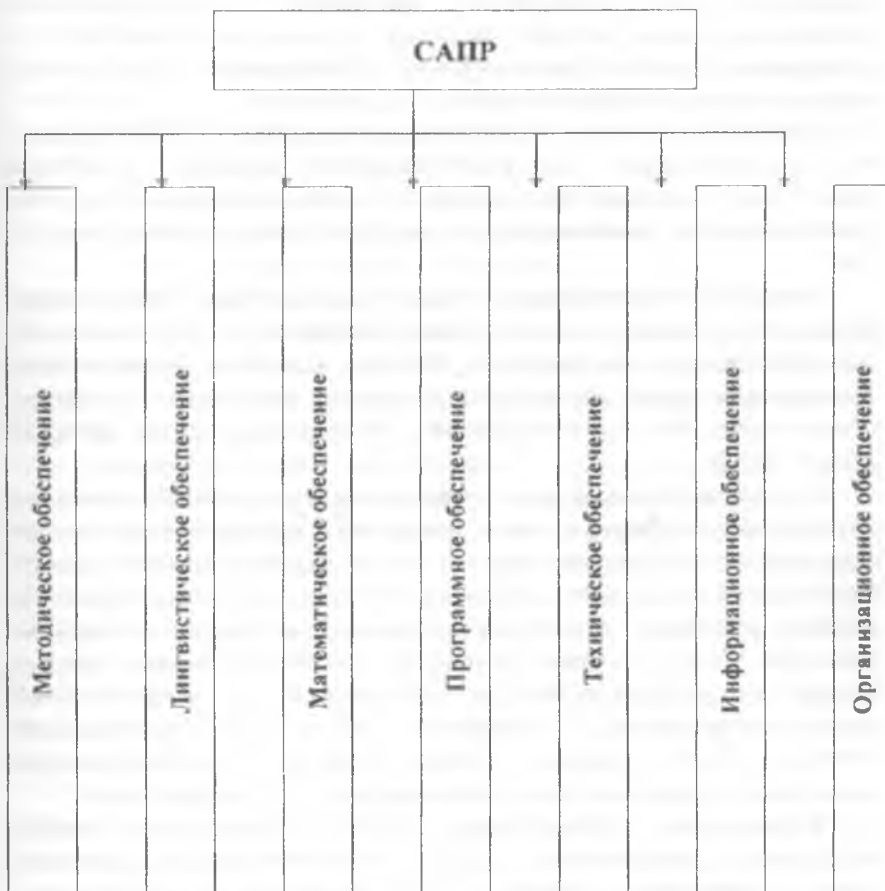 САПР
Методическое обеспечение
Лингвистическое обеспечение
Математическое обеспечение
Программное обеспечение
Техническое обеспечение
Информационное обеспечение
Организационное обеспечение